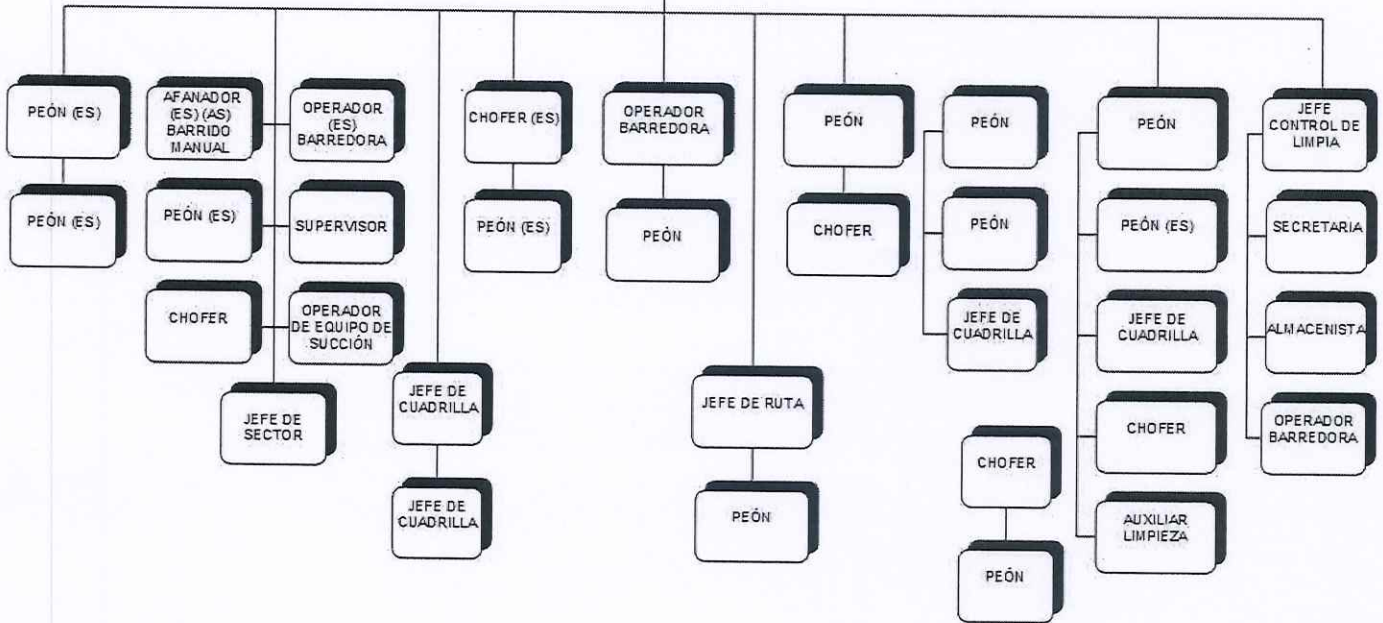 PEÓN (ES)
PEÓN (ES)
AFANADOR
(ES) (AS)
BARRIDO
MANUAL
OPERADOR
(ES)
BARREDORA
PEÓN (ES)
SUPERVISOR
CHOFER
OPERADOR
DE EQUIPO DE
SUCCIÓN
JEFE DE
SECTOR
JEFE DE
CUADRILLA
JEFE DE
CUADRILLA
CHOFER (ES)
PEÓN (ES)
OPERADOR
BARREDORA
PEÓN
JEFE DE RUTA
PEÓN
PEÓN
CHOFER
PEÓN
PEÓN
JEFE DE
CUADRILLA
CHOFER
PEÓN
PEÓN
PEÓN (ES)
JEFE DE
CUADRILLA
CHOFER
AUXILIAR
LIMPIEZA
JEFE
CONTROL DE
LIMPIA
SECRETARIA
ALMACENISTA
OPERADOR
BARREDORA